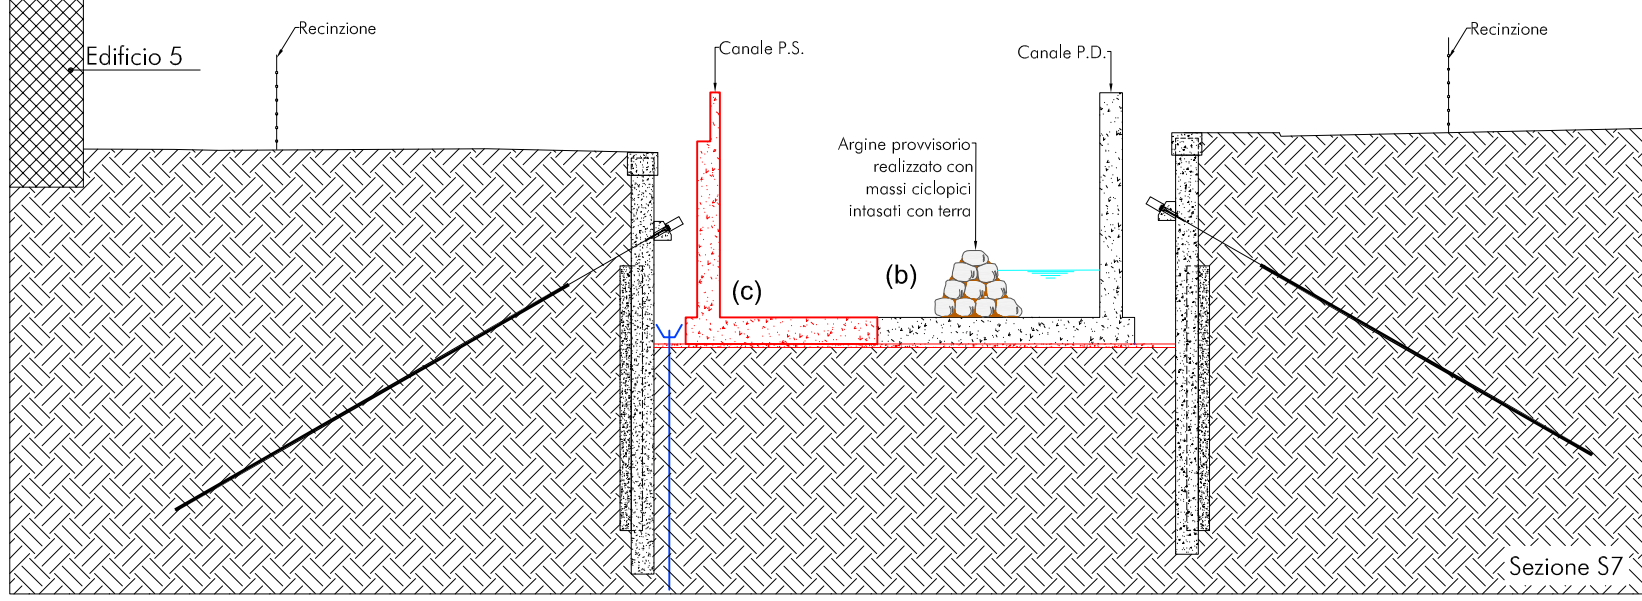 Recinzione
Edificio 5
Canale P.S.
Canale P.D.
Recinzione
Argine provvisorio
realizzato con
massi ciclopici
intasati con terra
(b)
(c)
Sezione S7